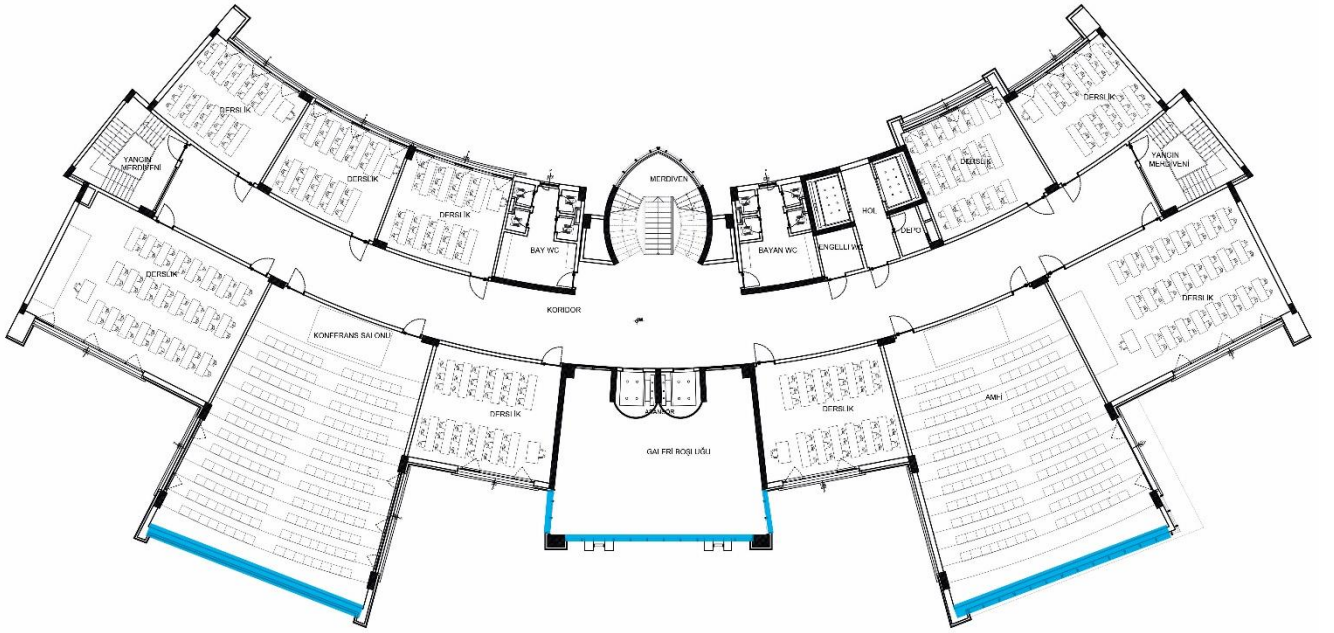 DERSLİK
DERSLİK
YANGIN
MERDİVENİ
YANGIN
MERDİVENİ
DERSLİK
DERSLİK
MERDİVEN
DERSLİK
HOL
DEPO
BAY WC
BAYAN WC
ENGELLİ WC
DERSLİK
DERSLİK
KORİDOR
KONFERANS SALONU
AMFİ
ASANSÖR
DERSLİK
DERSLİK
GALERİ BOŞLUĞU